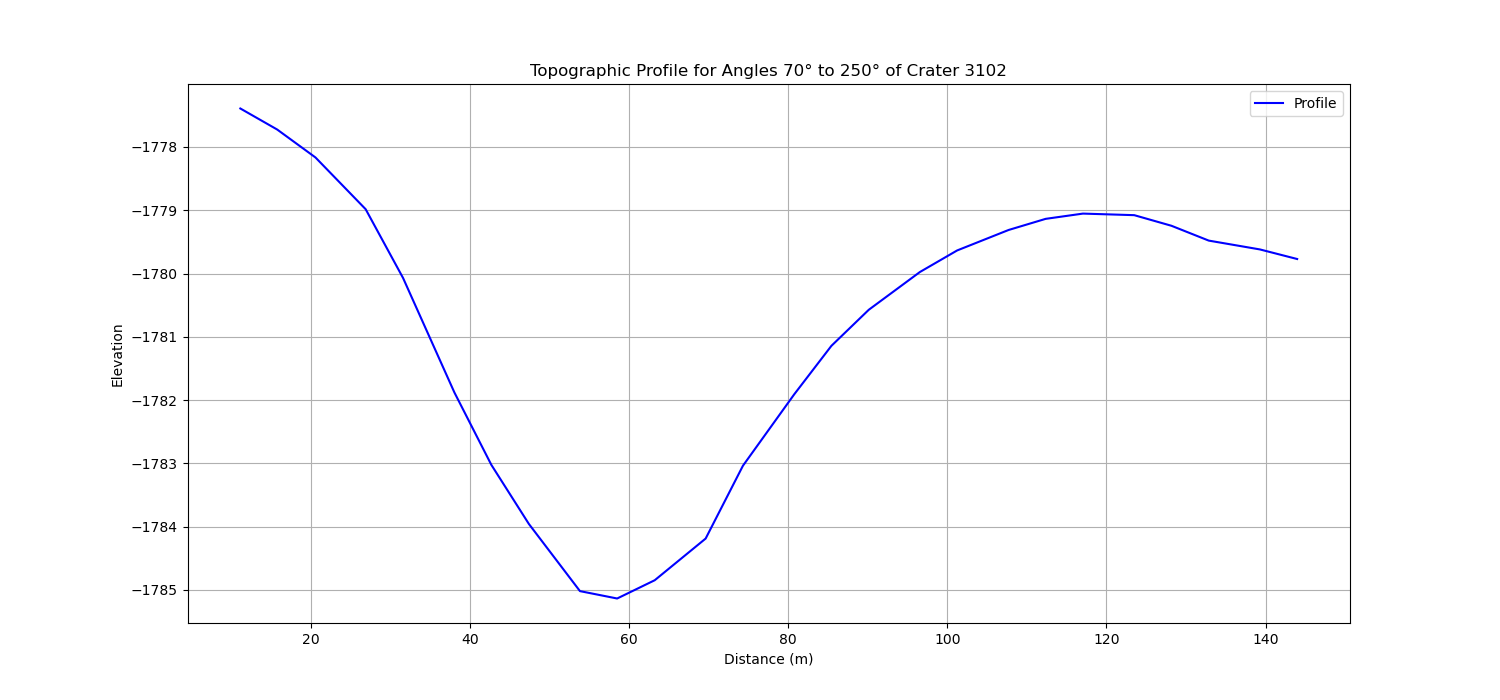 Topographic Profile for Angles 70° to 250° of Crater 3102
Profile
−1778
−1779
−1780
−1781
−1782
−1783
−1784
−1785
Elevation
20 40 60 80 100 120 140
Distance (m)